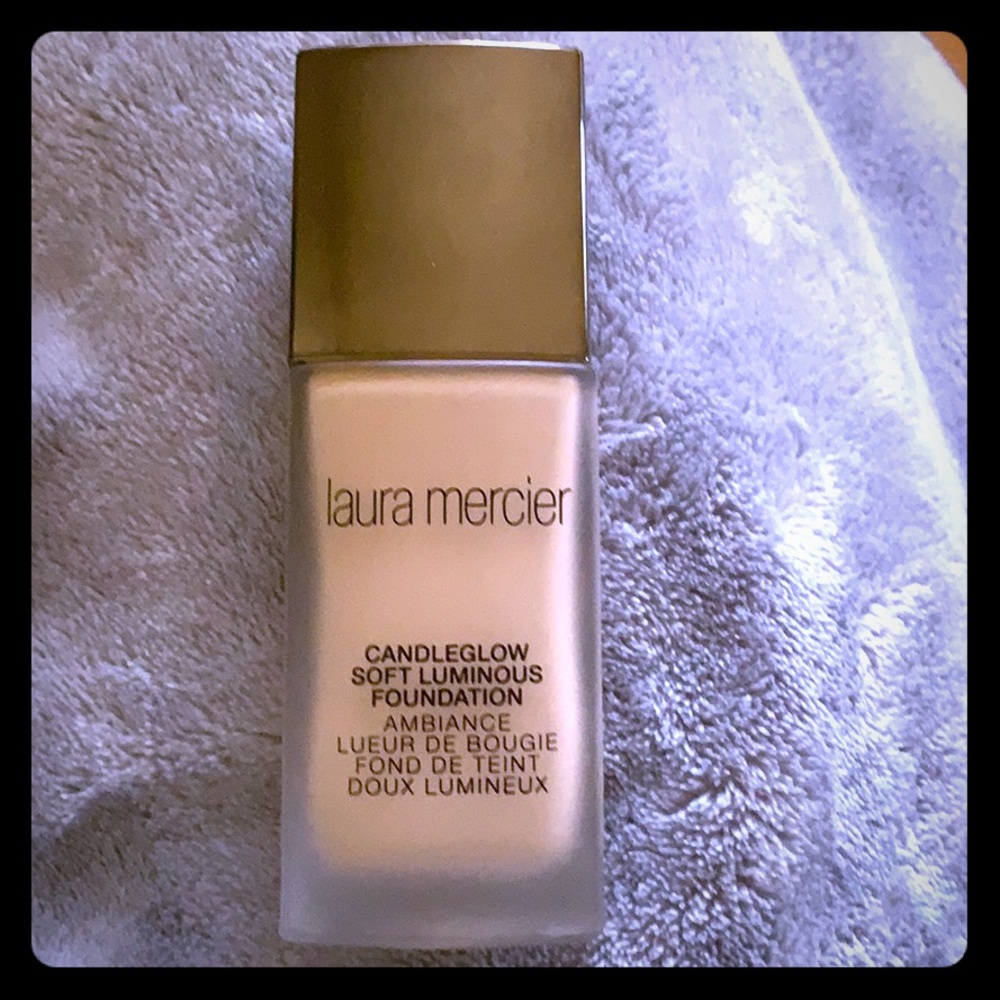 laura mercier
CANDLEGLOW
SOFT LUMINOUS
FOUNDATION
AMBIANCE
LUEUR DE BOUGIE
FOND DE TEINT
DOUX LUMINEUX